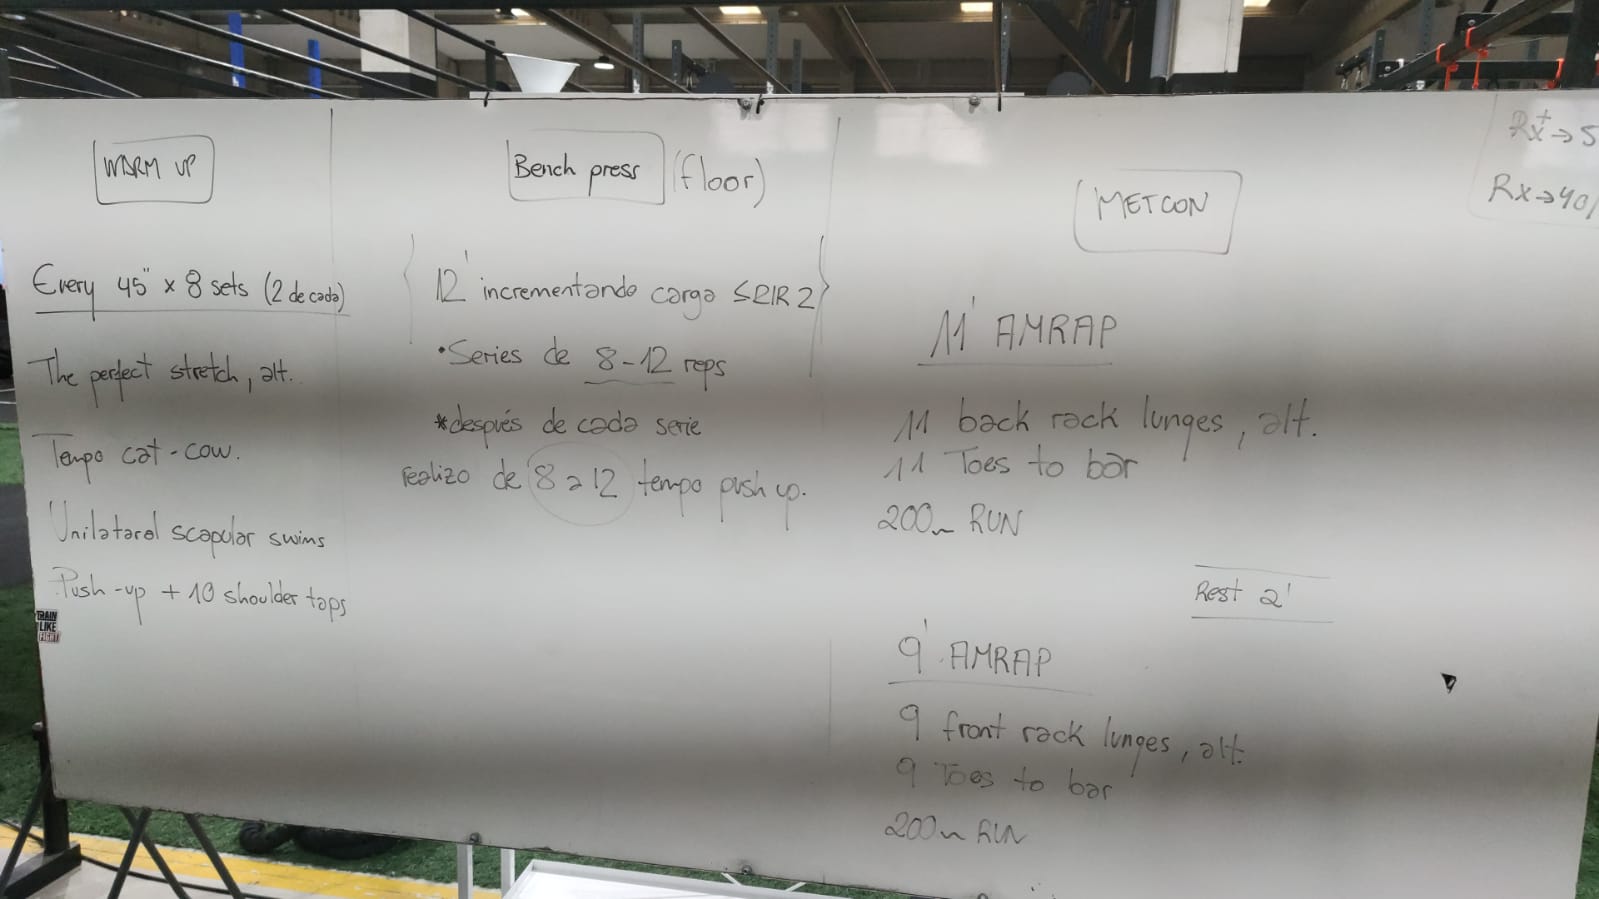 WARM UP
Every 45" x 8 sets (2 de cada)
The perfect stretch, alt.
Tempo cat-cow.
Unilateral scapular swims
Push-up + 10 shoulder taps
TRAIN
LIKE
FIGHT
Bench press (floor)
12' incrementando carga ≤RIR 2
•Series de 8-12 reps
*después de cada serie
realizo de 8 a 12 tempo push up.
METCON
11' AMRAP
11 back rack lunges, alt.
11 Toes to bar
200m RUN
Rest 2'
9' AMRAP
9 front rack lunges, alt.
9 Toes to bar
200m RUN
Rx+ → 5
Rx → 40/